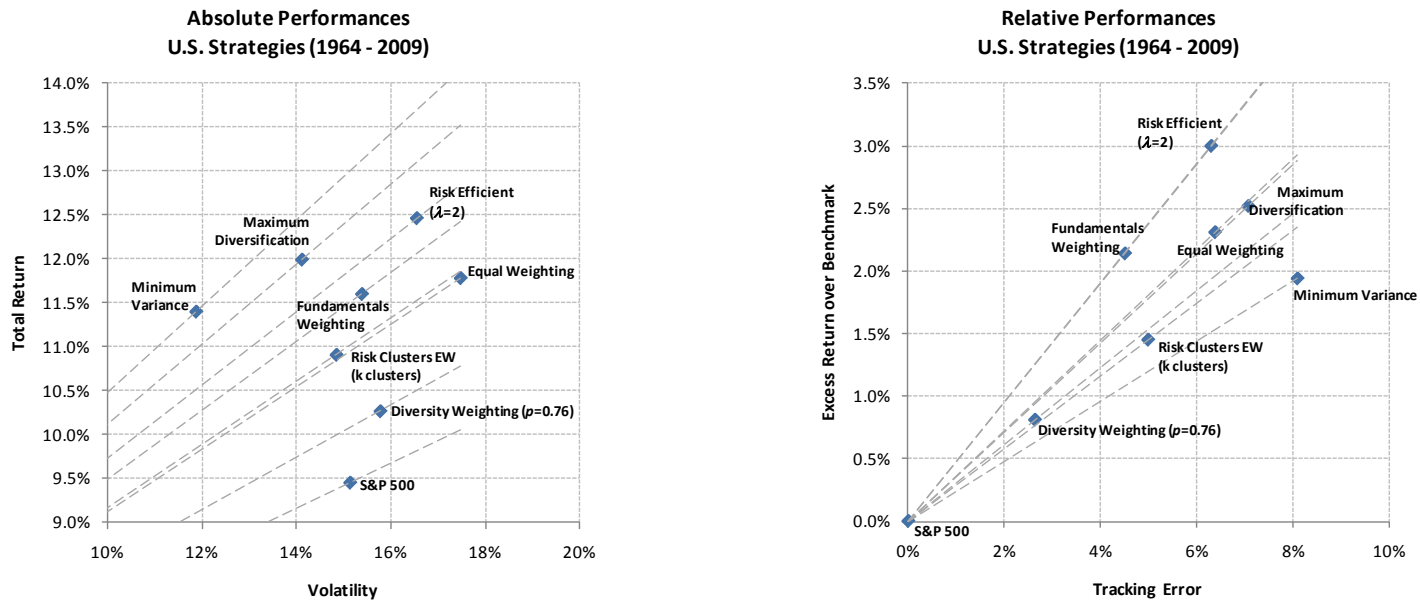 Absolute Performances
U.S. Strategies (1964 - 2009)
14.0%
13.5%
13.0%
12.5%
12.0%
11.5%
11.0%
10.5%
10.0%
9.5%
9.0%
Total Return
Risk Efficient
(λ=2)
Maximum
Diversification
Equal Weighting
Minimum
Variance
Fundamentals
Weighting
Risk Clusters EW
(k clusters)
Diversity Weighting (p=0.76)
S&P 500
10%
12%
14%
16%
18%
20%
Volatility
Relative Performances
U.S. Strategies (1964 - 2009)
3.5%
3.0%
2.5%
2.0%
1.5%
1.0%
0.5%
0.0%
Excess Return over Benchmark
Risk Efficient
(λ=2)
Maximum
Diversification
Fundamentals
Weighting
Equal Weighting
Minimum Variance
Risk Clusters EW
(k clusters)
Diversity Weighting (p=0.76)
S&P 500
0%
2%
4%
6%
8%
10%
Tracking Error